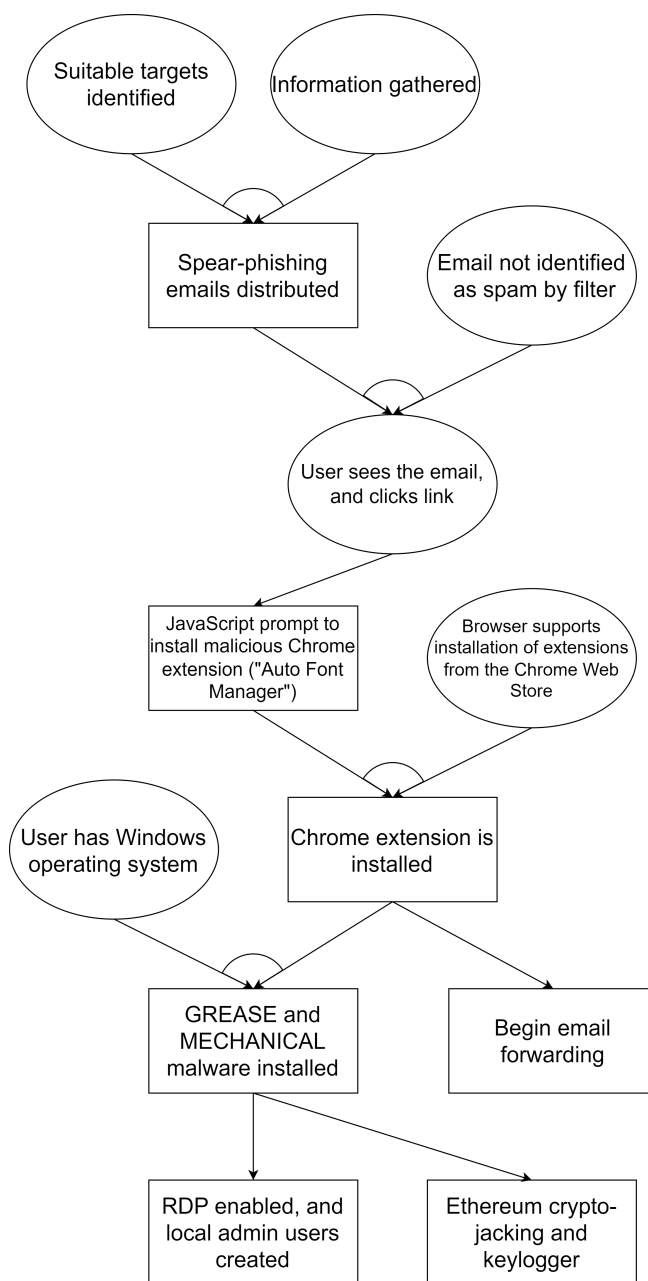 Suitable targets
identified
Information gathered
Spear-phishing
emails distributed
Email not identified
as spam by filter
User sees the email,
and clicks link
JavaScript prompt to
install malicious Chrome
extension ("Auto Font
Manager")
Browser supports
installation of extensions
from the Chrome Web
Store
User has Windows
operating system
Chrome extension is
installed
GREASE and
MECHANICAL
malware installed
Begin email
forwarding
RDP enabled, and
local admin users
created
Ethereum crypto-
jacking and
keylogger